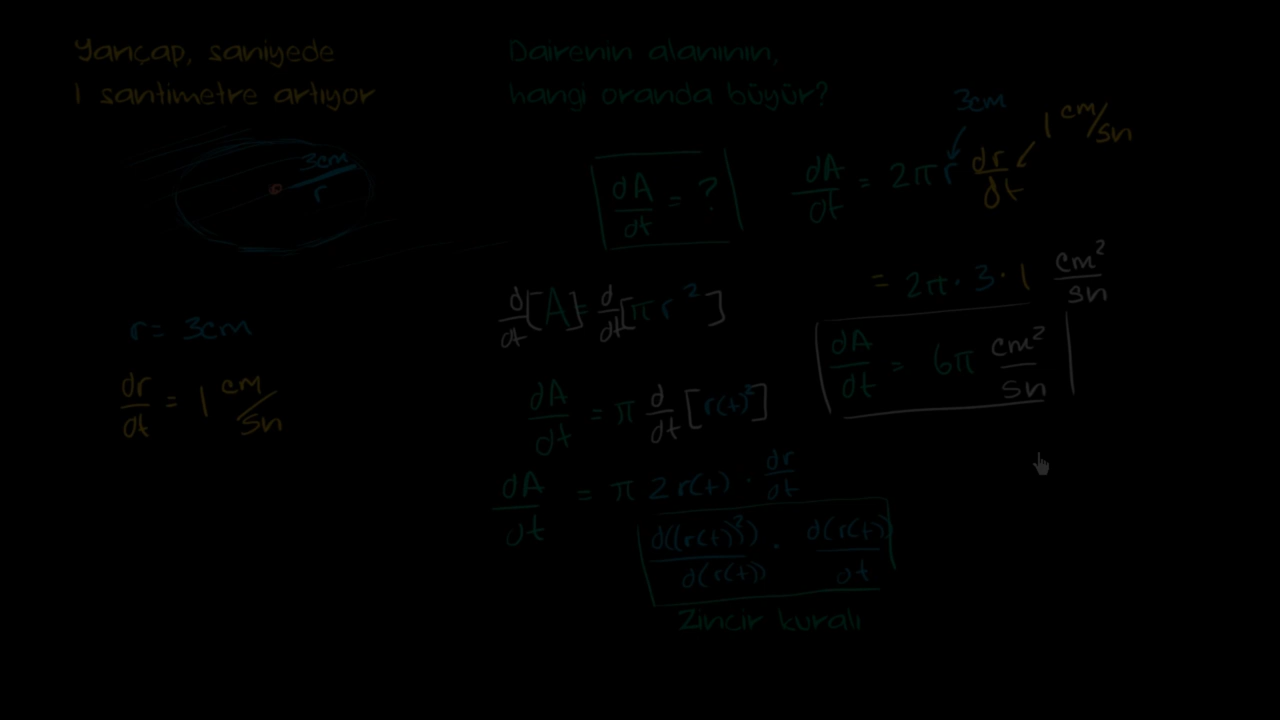 Yarıçap, saniyede
1 santimetre artıyor
3cm
r
r = 3cm
dr/dt = 1 cm/sn
Dairenin alanının,
hangi oranda büyür?
dA/dt = ?
d/dt [A] = d/dt [πr²]
dA/dt = π d/dt [r(t)²]
dA/dt = π 2 r(t) · dr/dt
d((r(t)²)/d(r(t)) · d(r(t))/dt
Zincir kuralı
3cm
1 cm/sn
dA/dt = 2πr dr/dt
= 2π · 3 · 1 cm²/sn
dA/dt = 6π cm²/sn